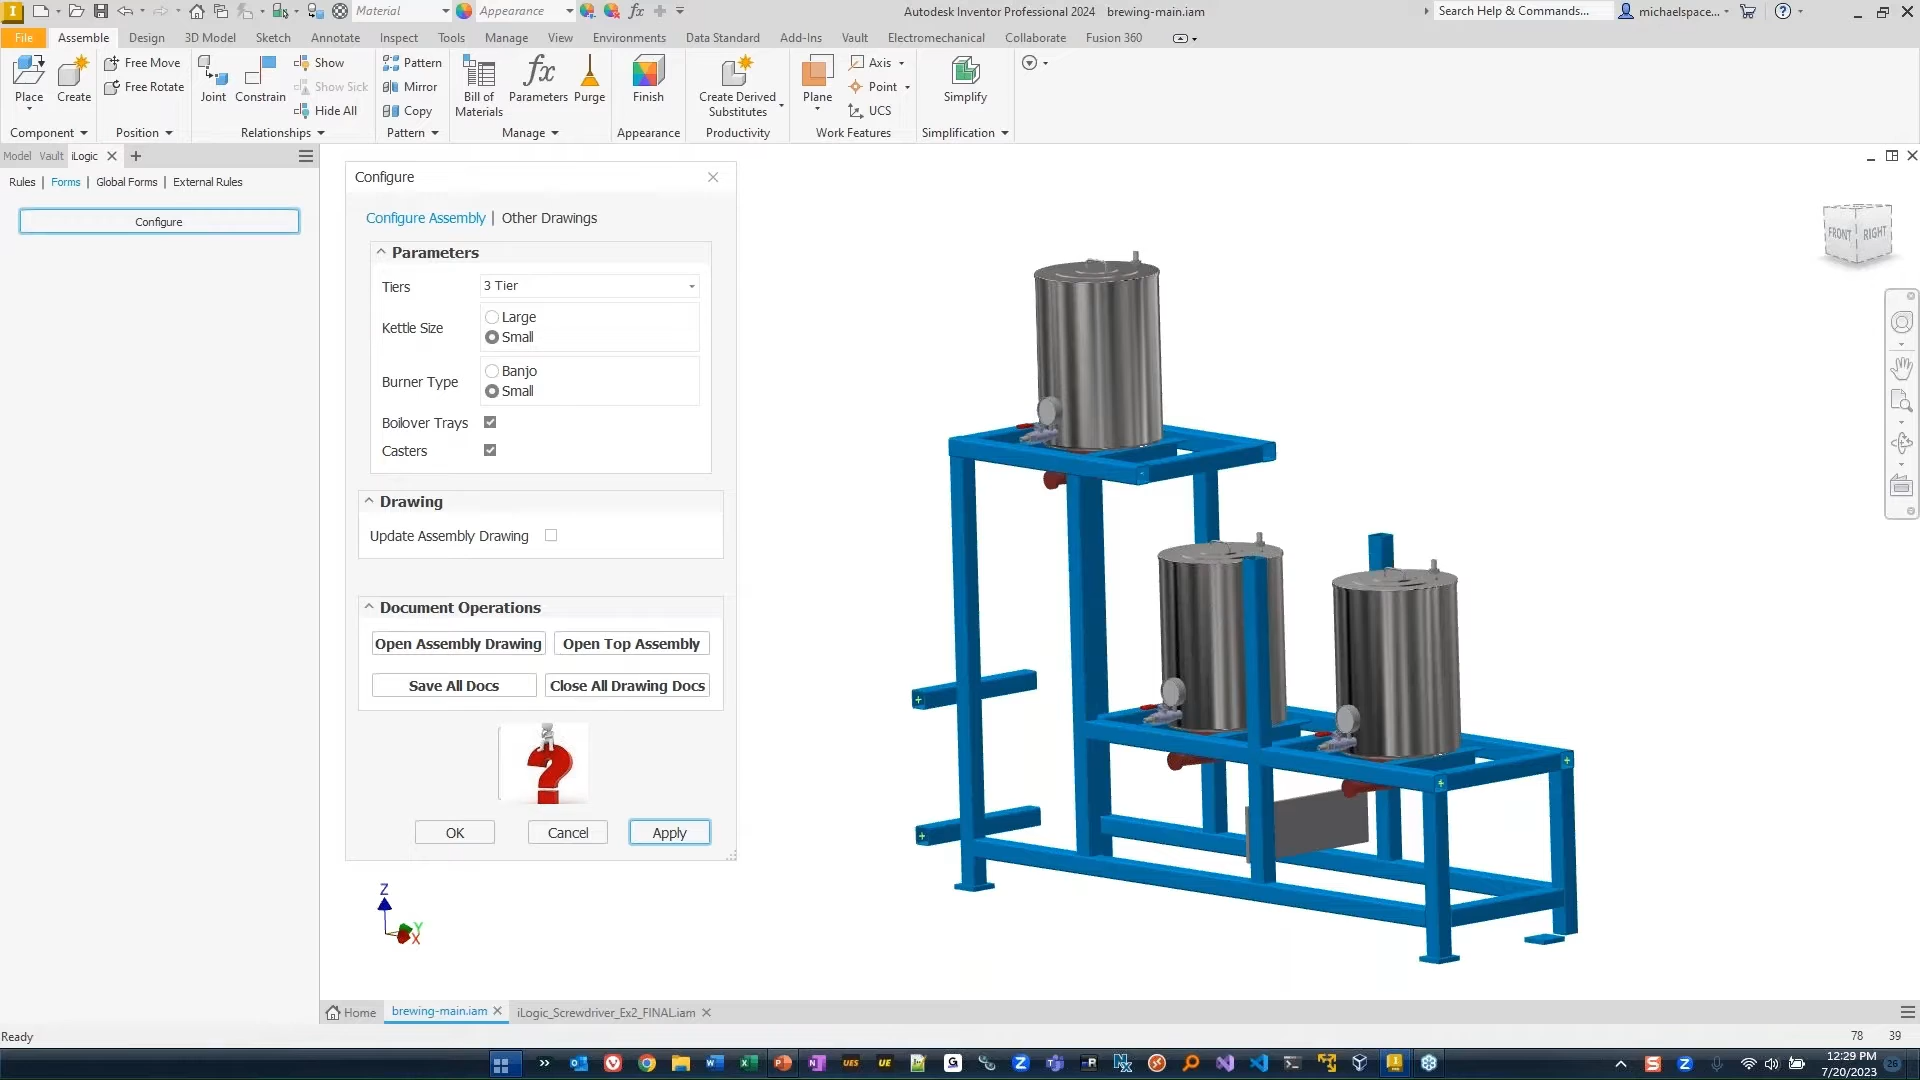 Material
Appearance
Autodesk Inventor Professional 2024 brewing-main.iam
Search Help & Commands...
michaelspace...
File Assemble Design 3D Model Sketch Annotate Inspect Tools Manage View Environments Data Standard Add-Ins Vault Electromechanical Collaborate Fusion 360
Place
Create
Free Move
Free Rotate
Joint
Constrain
Show
Show Sick
Hide All
Pattern
Mirror
Copy
Bill of
Materials
Parameters
Purge
Finish
Create Derived
Substitutes
Plane
Axis
Point
UCS
Simplify
Component
Position
Relationships
Pattern
Manage
Appearance
Productivity
Work Features
Simplification
Model Vault iLogic
Rules | Forms | Global Forms | External Rules
Configure
Configure
Configure Assembly | Other Drawings
Parameters
Tiers 3 Tier
Kettle Size
Large
Small
Burner Type
Banjo
Small
Boilover Trays
Casters
Drawing
Update Assembly Drawing
Document Operations
Open Assembly Drawing Open Top Assembly
Save All Docs Close All Drawing Docs
OK Cancel Apply
FRONT RIGHT
Z
Y
X
Home brewing-main.iam iLogic_Screwdriver_Ex2_FINAL.iam
Ready
78 39
12:29 PM
7/20/2023